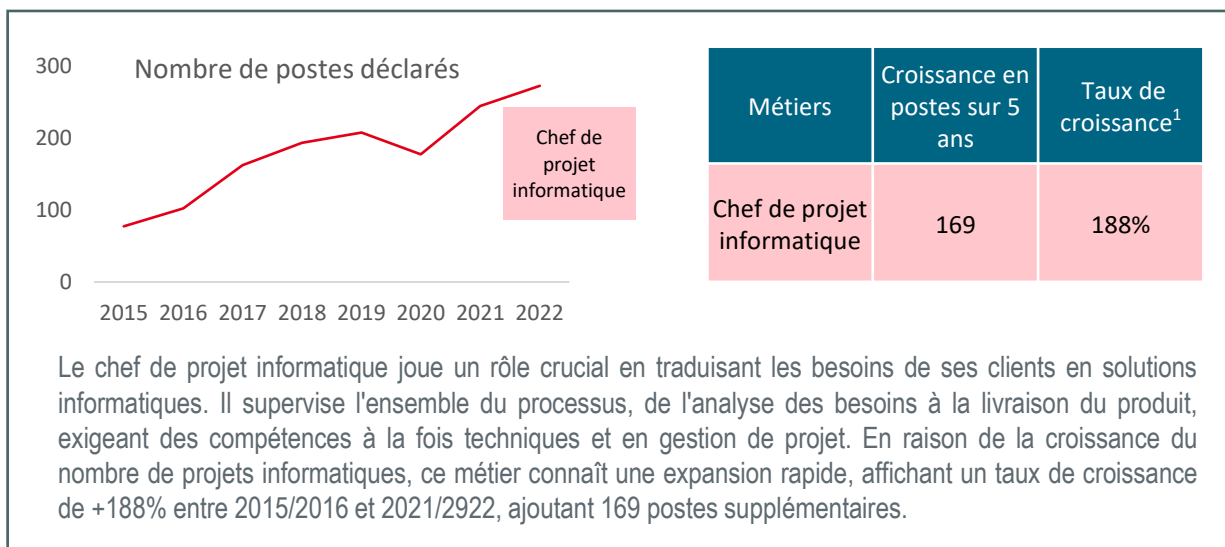 Nombre de postes déclarés
300
200
100
0
2015 2016 2017 2018 2019 2020 2021 2022
Chef de
projet
informatique
Métiers
Croissance en
postes sur 5
ans
Taux de
croissance1
Chef de projet
informatique
169
188%
Le chef de projet informatique joue un rôle crucial en traduisant les besoins de ses clients en solutions
informatiques. Il supervise l'ensemble du processus, de l'analyse des besoins à la livraison du produit,
exigeant des compétences à la fois techniques et en gestion de projet. En raison de la croissance du
nombre de projets informatiques, ce métier connaît une expansion rapide, affichant un taux de croissance
de +188% entre 2015/2016 et 2021/2922, ajoutant 169 postes supplémentaires.